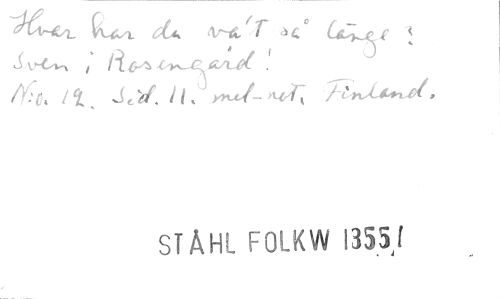 Hvar har du va't så länge?
Sven i Rosengård!
N:o. 12. Sid. 11. mel-not. Finland.
STÅHL FOLKW 1355/